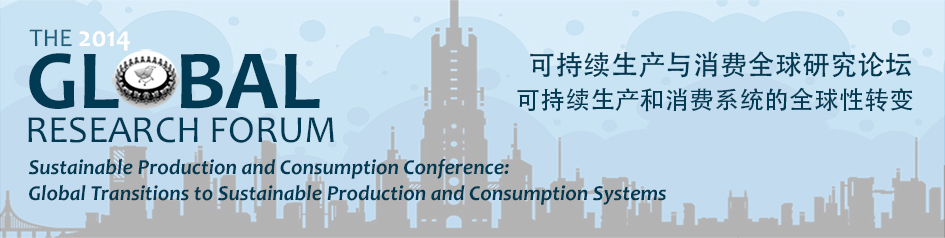 THE 2014
GLOBAL
RESEARCH FORUM
Sustainable Production and Consumption Conference:
Global Transitions to Sustainable Production and Consumption Systems
可持续生产与消费全球研究论坛
可持续生产和消费系统的全球性转变